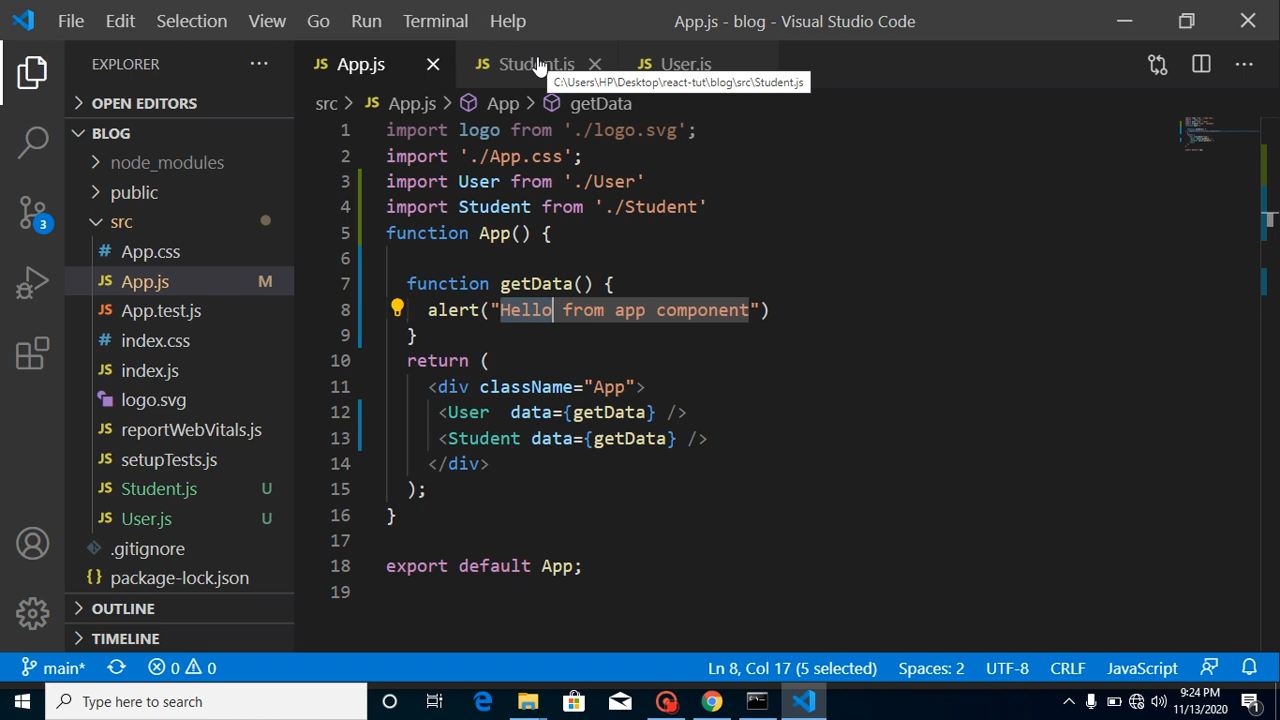 File Edit Selection View Go Run Terminal Help App.js - blog - Visual Studio Code
EXPLORER
App.js
Student.js
User.js
C:\Users\HP\Desktop\react-tut\blog\src\Student.js
OPEN EDITORS
BLOG
node_modules
public
src
App.css
App.js M
App.test.js
index.css
index.js
logo.svg
reportWebVitals.js
setupTests.js
Student.js U
User.js U
.gitignore
package-lock.json
OUTLINE
TIMELINE
3
src > JS App.js > App > getData
1 import logo from './logo.svg';
2 import './App.css';
3 import User from './User'
4 import Student from './Student'
5 function App() {
6
7 function getData() {
8 alert("Hello from app component")
9 }
10 return (
11 <div className="App">
12 <User  data={getData} />
13 <Student data={getData} />
14 </div>
15 );
16 }
17
18 export default App;
19
main* 0 0 Ln 8, Col 17 (5 selected) Spaces: 2 UTF-8 CRLF JavaScript
Type here to search
9:24 PM
11/13/2020
1